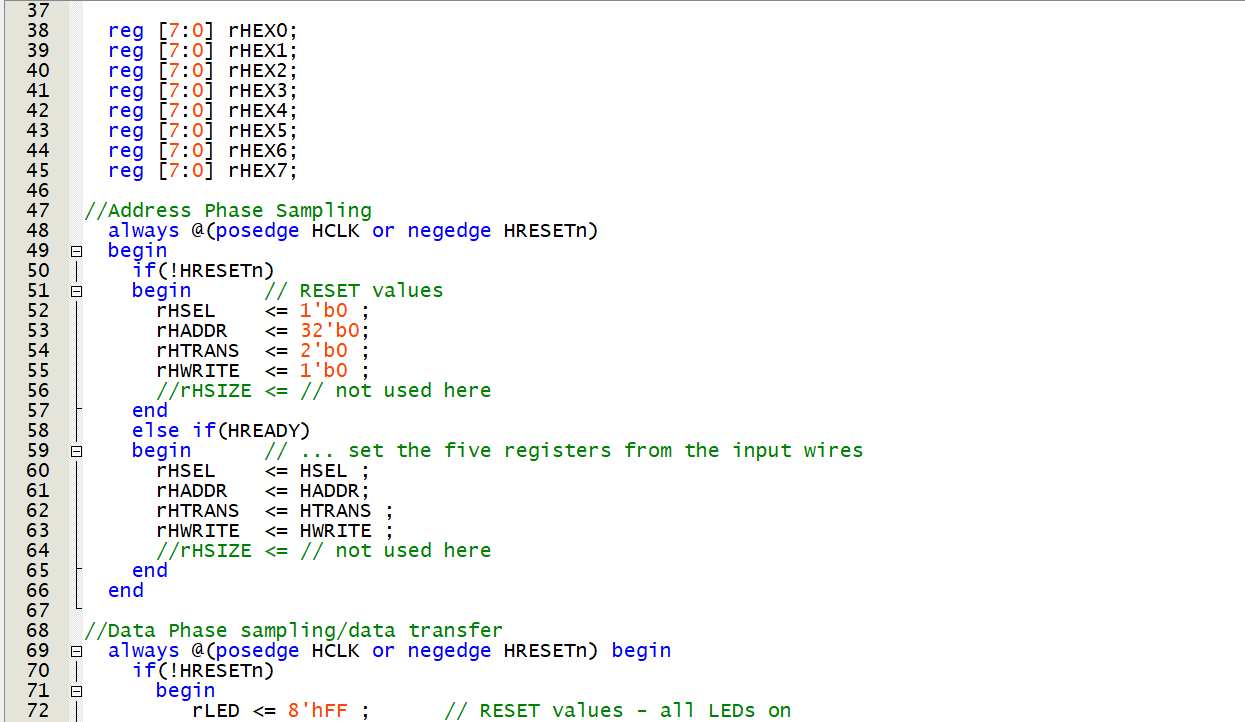 37
38 reg [7:0] rHEX0;
39 reg [7:0] rHEX1;
40 reg [7:0] rHEX2;
41 reg [7:0] rHEX3;
42 reg [7:0] rHEX4;
43 reg [7:0] rHEX5;
44 reg [7:0] rHEX6;
45 reg [7:0] rHEX7;
46
47 //Address Phase Sampling
48 always @(posedge HCLK or negedge HRESETn)
49 begin
50 if(!HRESETn)
51 begin // RESET values
52 rHSEL <= 1'b0 ;
53 rHADDR <= 32'b0;
54 rHTRANS <= 2'b0 ;
55 rHWRITE <= 1'b0 ;
56 //rHSIZE <= // not used here
57 end
58 else if(HREADY)
59 begin // ... set the five registers from the input wires
60 rHSEL <= HSEL ;
61 rHADDR <= HADDR;
62 rHTRANS <= HTRANS ;
63 rHWRITE <= HWRITE ;
64 //rHSIZE <= // not used here
65 end
66 end
67
68 //Data Phase sampling/data transfer
69 always @(posedge HCLK or negedge HRESETn) begin
70 if(!HRESETn)
71 begin
72 rLED <= 8'hFF ; // RESET values - all LEDs on